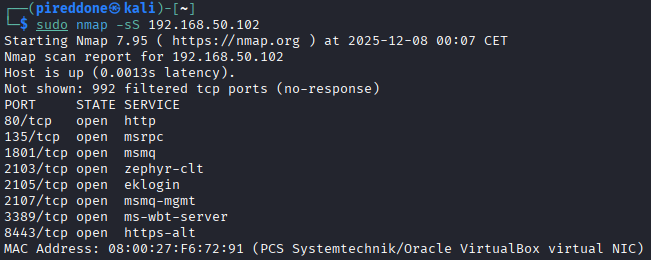 ┌──(pireddone㉿kali)-[~]
└─$ sudo nmap -sS 192.168.50.102
Starting Nmap 7.95 ( https://nmap.org ) at 2025-12-08 00:07 CET
Nmap scan report for 192.168.50.102
Host is up (0.0013s latency).
Not shown: 992 filtered tcp ports (no-response)
PORT     STATE SERVICE
80/tcp   open  http
135/tcp  open  msrpc
1801/tcp open  msmq
2103/tcp open  zephyr-clt
2105/tcp open  eklogin
2107/tcp open  msmq-mgmt
3389/tcp open  ms-wbt-server
8443/tcp open  https-alt
MAC Address: 08:00:27:F6:72:91 (PCS Systemtechnik/Oracle VirtualBox virtual NIC)